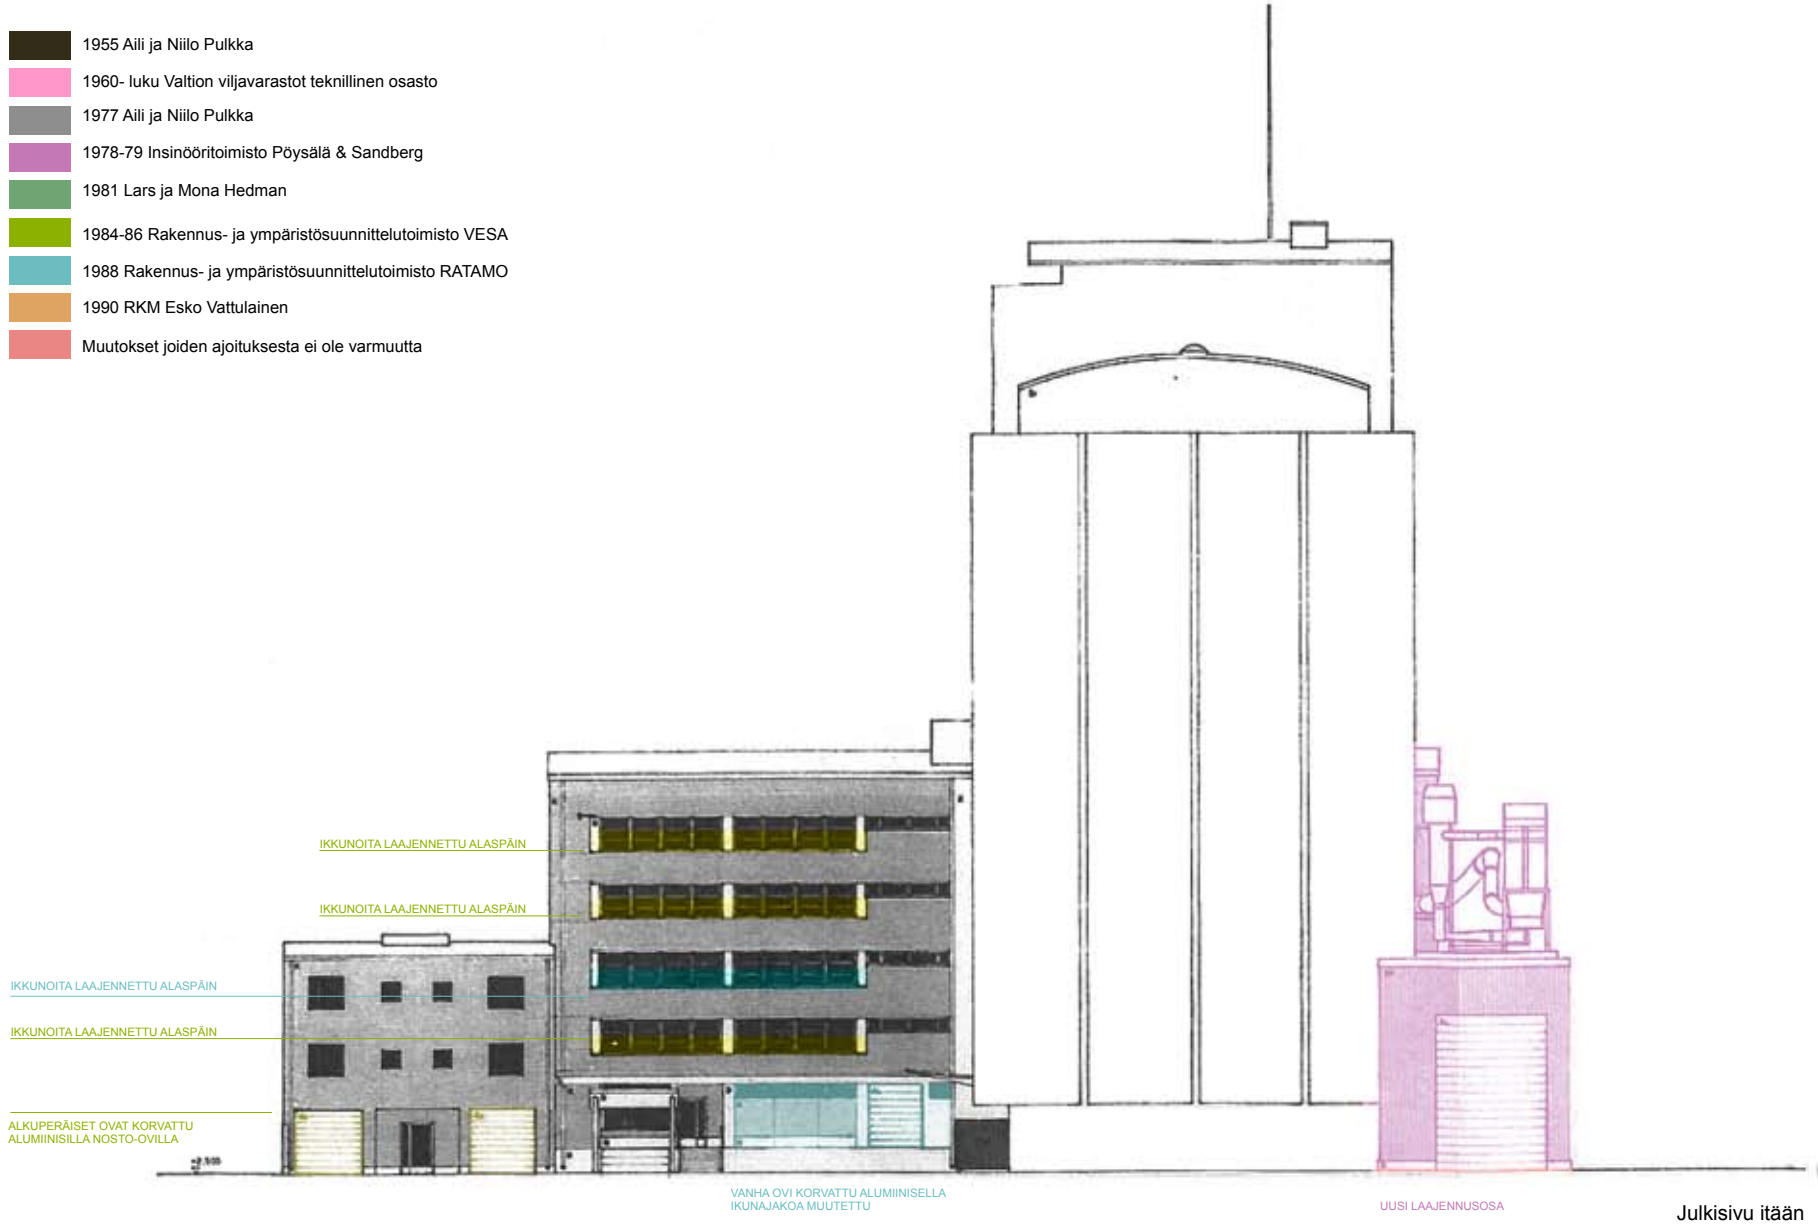 1955 Aili ja Niilo Pulkka
1960- luku Valtion viljavarastot teknillinen osasto
1977 Aili ja Niilo Pulkka
1978-79 Insinööritoimisto Pöysälä & Sandberg
1981 Lars ja Mona Hedman
1984-86 Rakennus- ja ympäristösuunnittelutoimisto VESA
1988 Rakennus- ja ympäristösuunnittelutoimisto RATAMO
1990 RKM Esko Vattulainen
Muutokset joiden ajoituksesta ei ole varmuutta
IKKUNOITA LAAJENNETTU ALASPÄIN
IKKUNOITA LAAJENNETTU ALASPÄIN
IKKUNOITA LAAJENNETTU ALASPÄIN
IKKUNOITA LAAJENNETTU ALASPÄIN
ALKUPERÄISET OVAT KORVATTU
ALUMIINISILLA NOSTO-OVILLA
VANHA OVI KORVATTU ALUMIINISELLA
IKUNAJAKOA MUUTETTU
UUSI LAAJENNUSOSA
Julkisivu itään